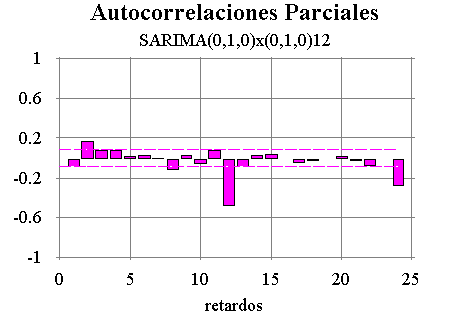 Autocorrelaciones Parciales
SARIMA(0,1,0)x(0,1,0)12
1
0.6
0.2
-0.2
-0.6
-1
0 5 10 15 20 25
retardos